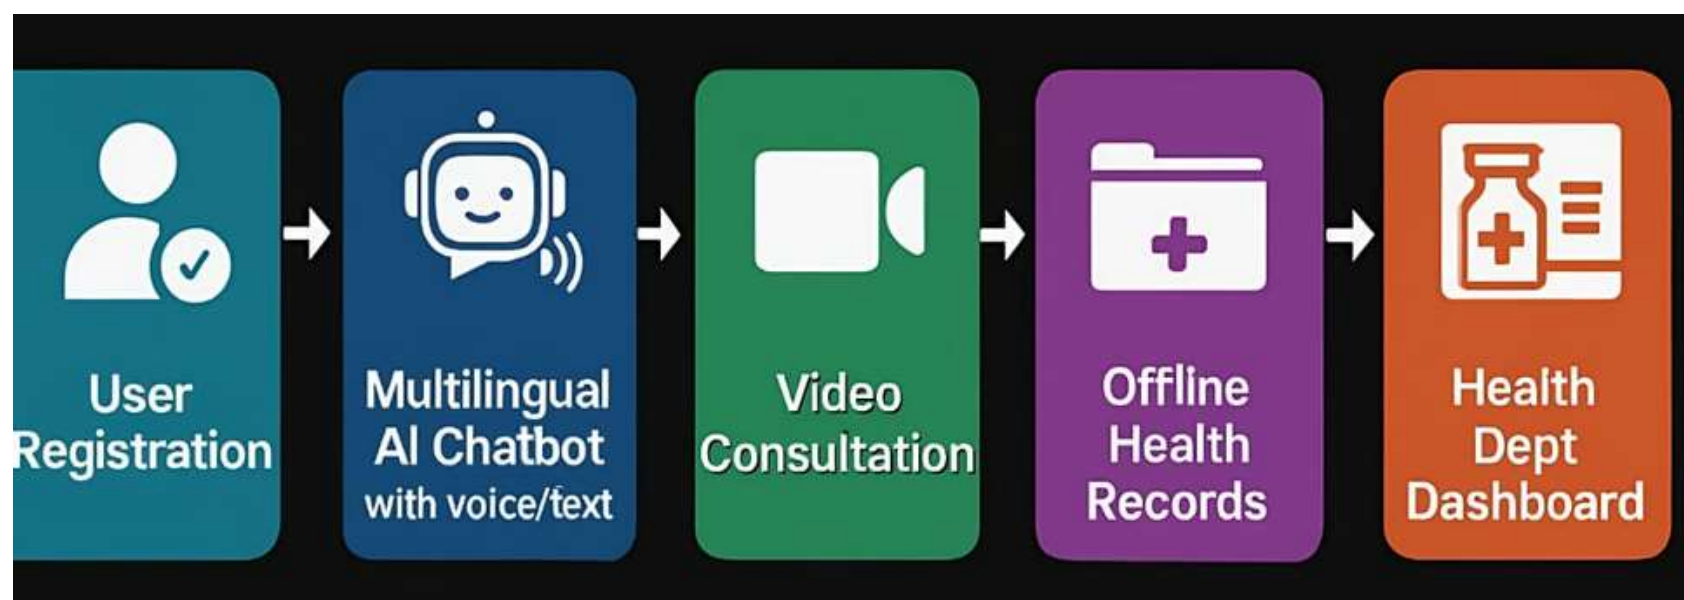 User
Registration
Multilingual
AI Chatbot
with voice/text
Video
Consultation
Offline
Health
Records
Health
Dept
Dashboard